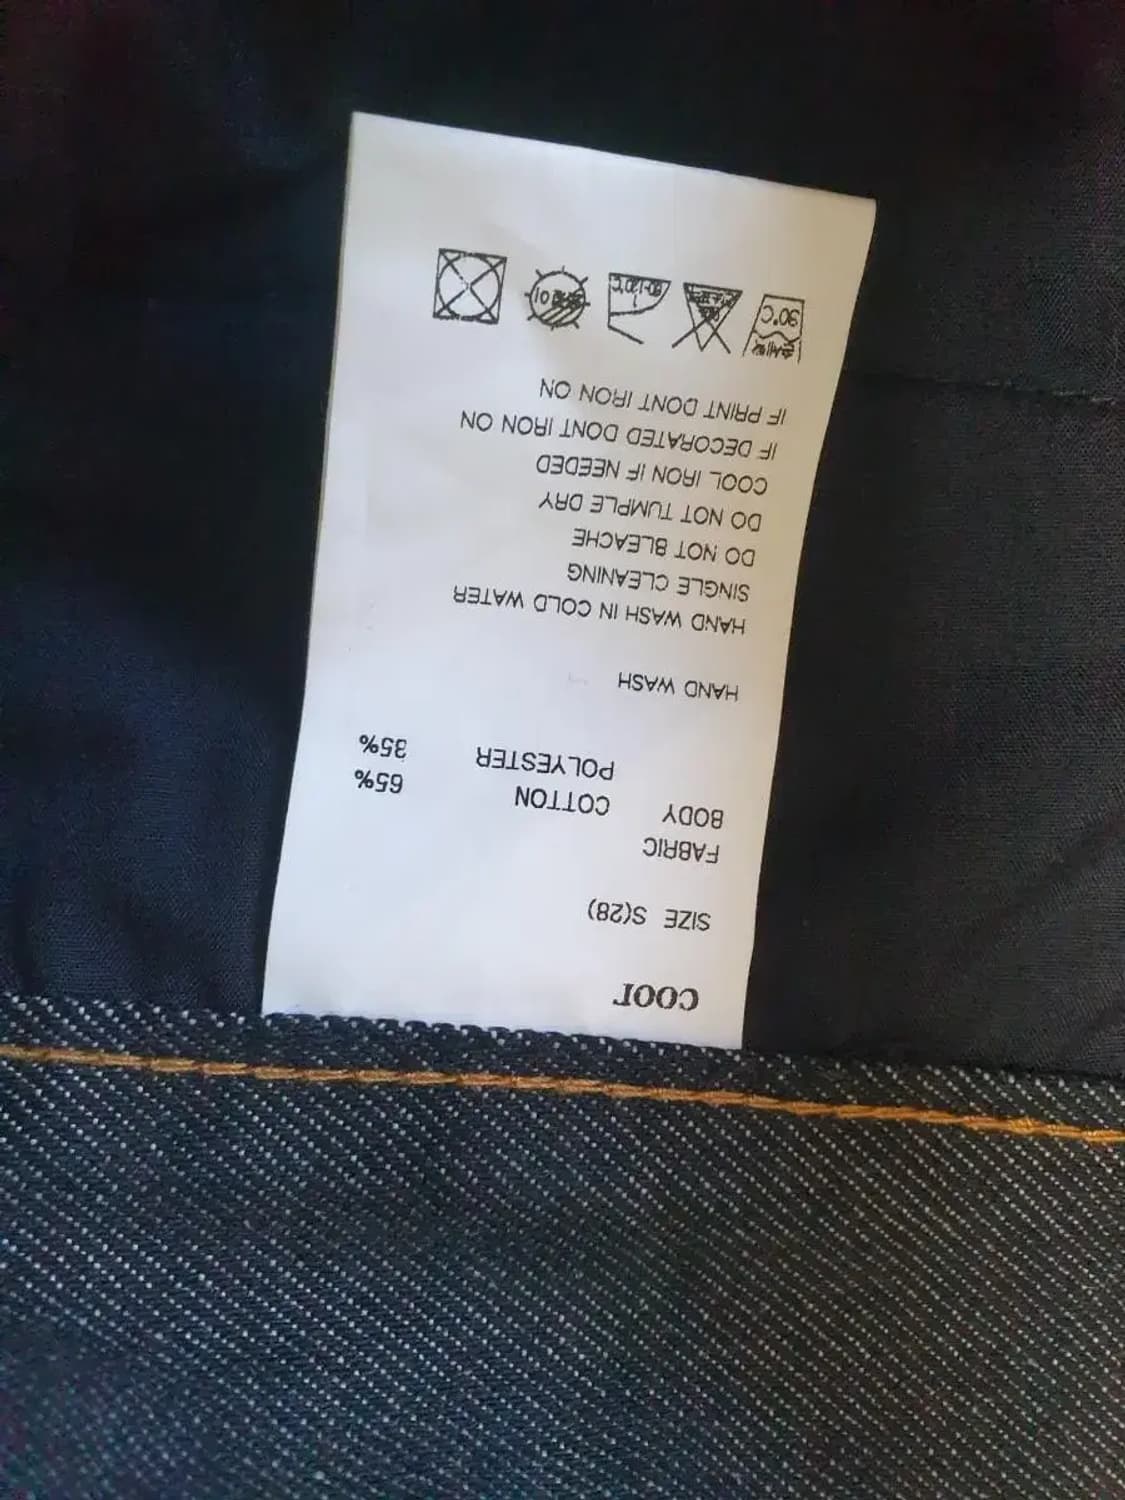 COOL
SIZE S(28)
FABRIC
BODY COTTON 65%
POLYESTER 35%
HAND WASH
HAND WASH IN COLD WATER
SINGLE CLEANING
DO NOT BLEACHE
DO NOT TUMPLE DRY
COOL IRON IF NEEDED
IF DECORATED DONT IRON ON
IF PRINT DONT IRON ON
30°C